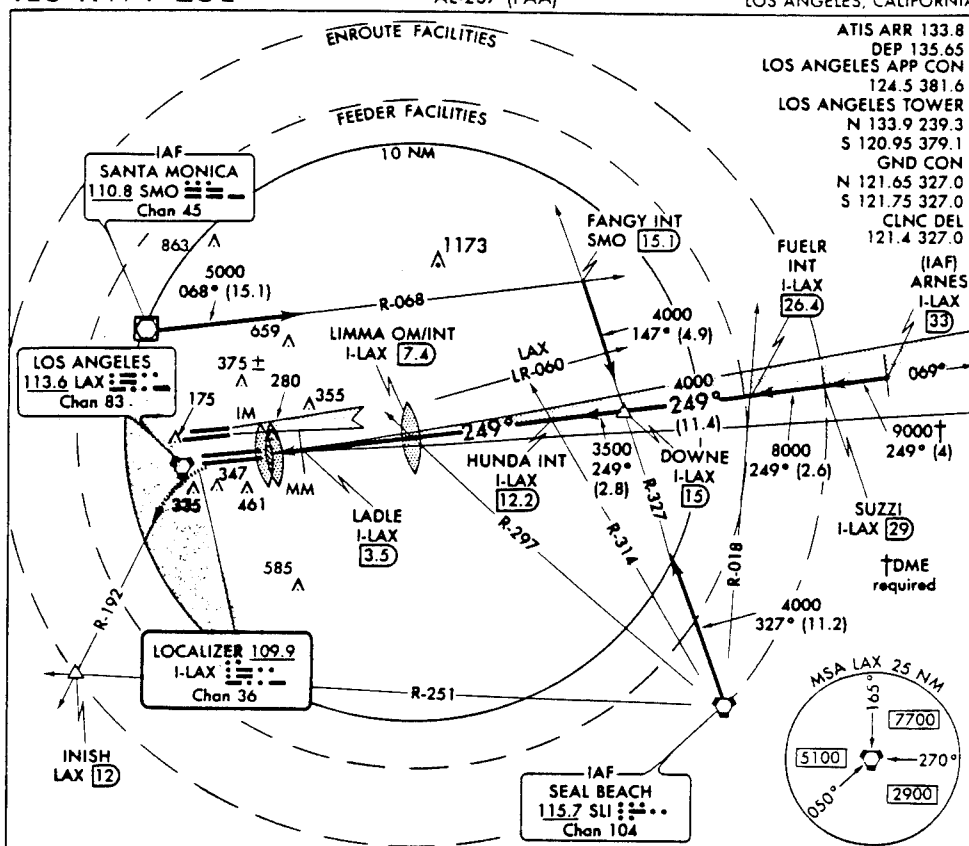 AL-237 (FAA)
LOS ANGELES, CALIFORNIA
ENROUTE FACILITIES
FEEDER FACILITIES
10 NM
ATIS ARR 133.8
DEP 135.65
LOS ANGELES APP CON
124.5 381.6
LOS ANGELES TOWER
N 133.9 239.3
S 120.95 379.1
GND CON
N 121.65 327.0
S 121.75 327.0
CLNC DEL
121.4 327.0
IAF
SANTA MONICA
110.8 SMO
Chan 45
863
1173
5000
068° (15.1)
R-068
659
FANGY INT
SMO 15.1
FUELR
INT
I-LAX
26.4
(IAF)
ARNES
I-LAX
33
LIMMA OM/INT
I-LAX 7.4
4000
147° (4.9)
LAX
LR-060
LOS ANGELES
113.6 LAX
Chan 83
375 ±
280
355
175
IM
4000
249°
(11.4)
069°
249°
HUNDA INT
I-LAX
12.2
3500
249°
(2.8)
DOWNE
I-LAX
15
8000
249° (2.6)
9000†
249° (4)
SUZZI
I-LAX 29
347
335
461
MM
LADLE
I-LAX
3.5
R-297
R-314
R-327
R-018
†DME
required
585
R-192
4000
327° (11.2)
LOCALIZER 109.9
I-LAX
Chan 36
R-251
INISH
LAX 12
IAF
SEAL BEACH
115.7 SLI
Chan 104
MSA LAX 25 NM
165°
7700
5100
270°
050°
2900